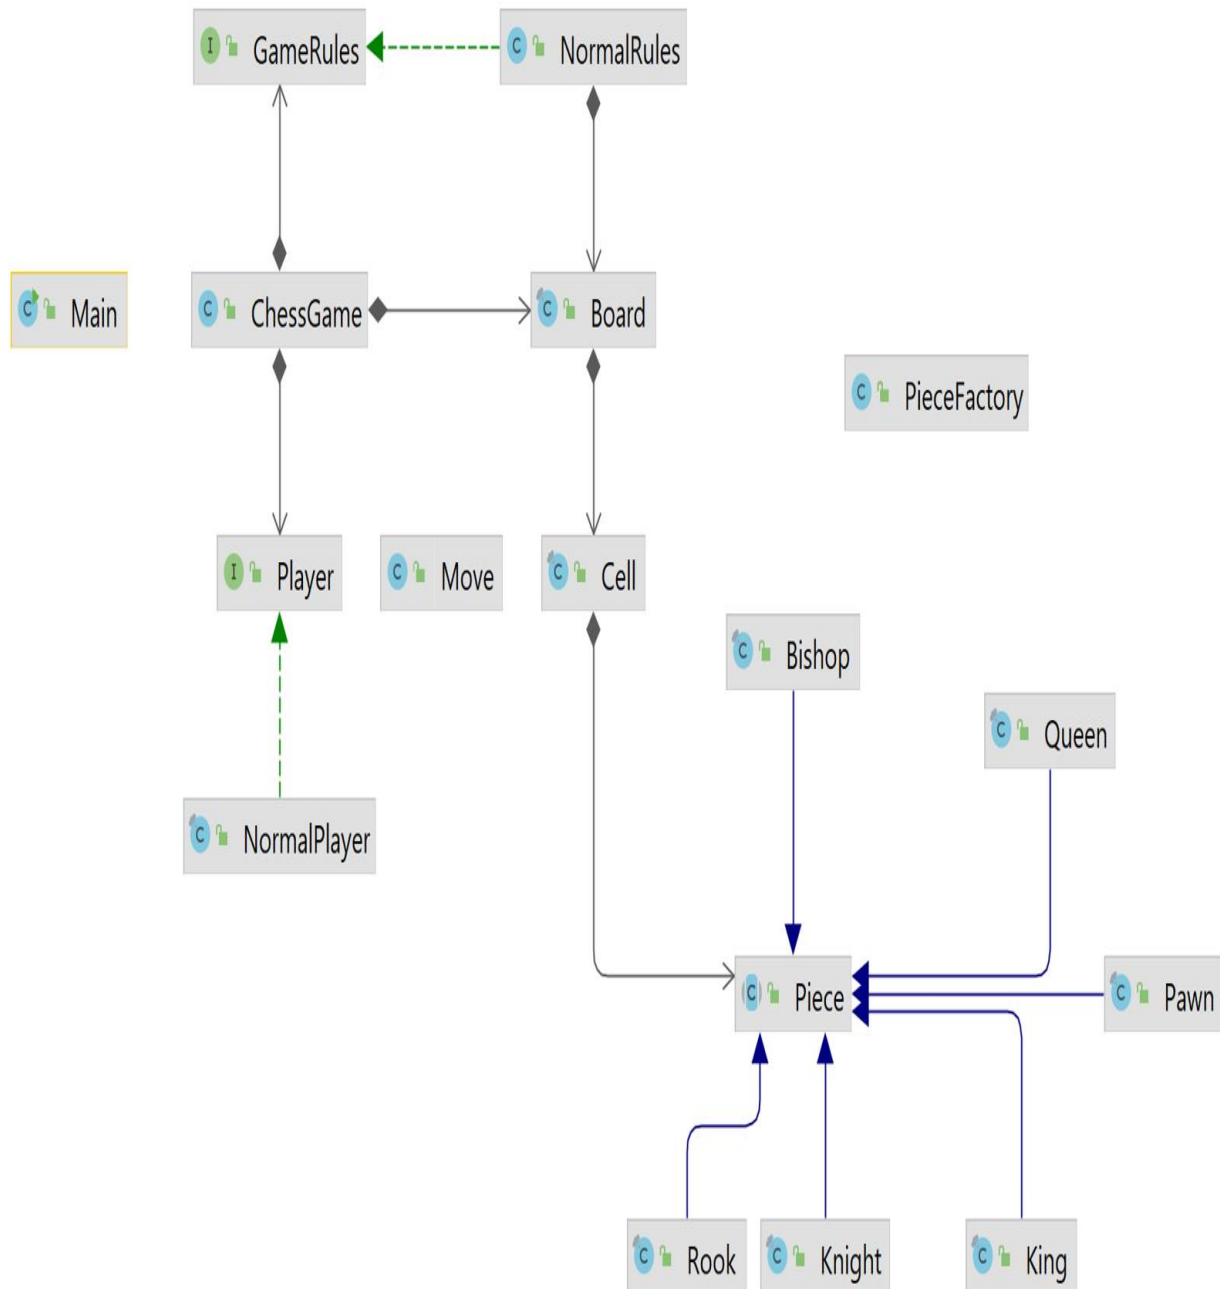 I GameRules
C NormalRules
C Main
C ChessGame
C Board
C PieceFactory
I Player
C Move
C Cell
C Bishop
C Queen
C NormalPlayer
C Piece
C Pawn
C Rook
C Knight
C King